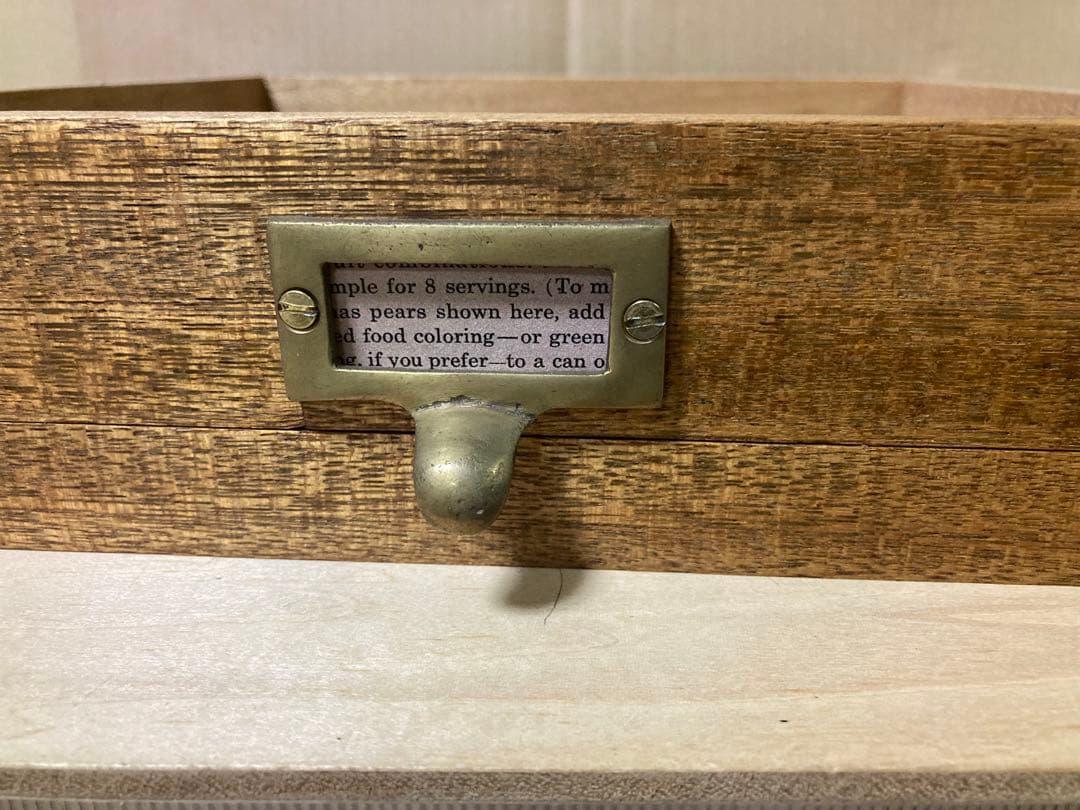 mple for 8 servings. (To m
as pears shown here, add
ed food coloring—or green
g. if you prefer—to a can o